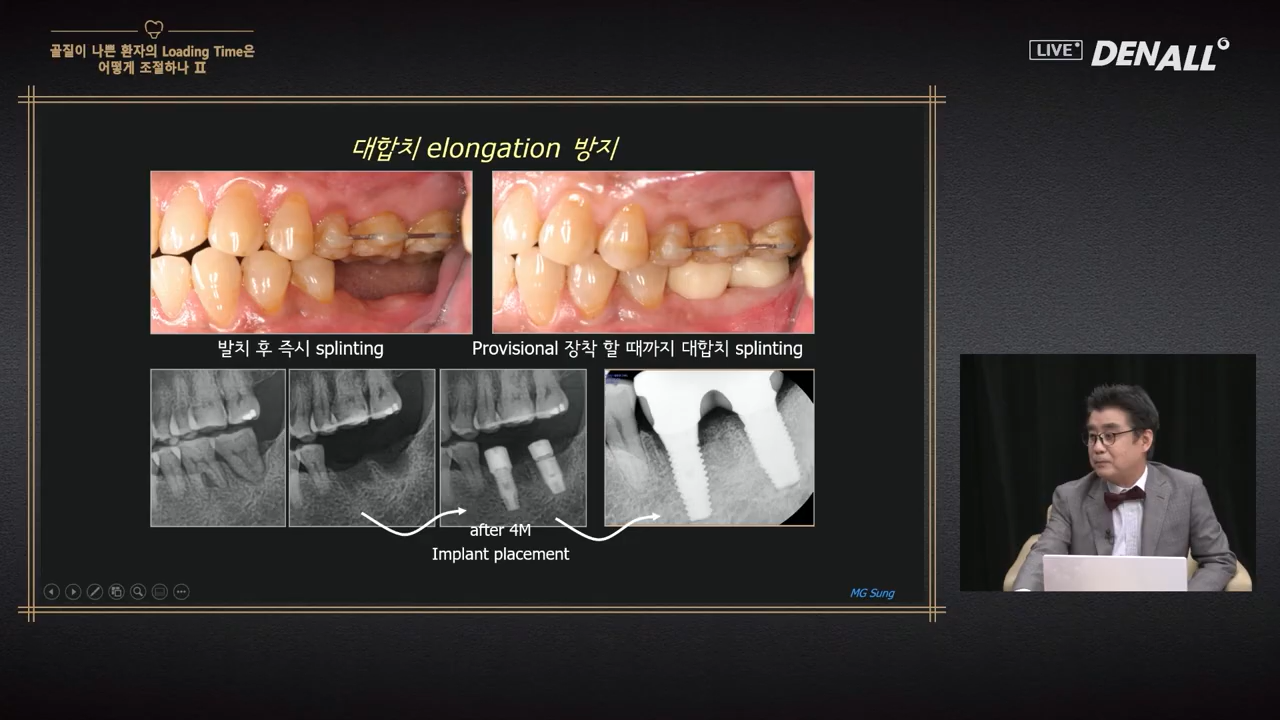 골질이 나쁜 환자의 Loading Time은
어떻게 조절하나 II
LIVE
DENALL
대합치 elongation 방지
발치 후 즉시 splinting
Provisional 장착 할 때까지 대합치 splinting
after 4M
Implant placement
MG Sung